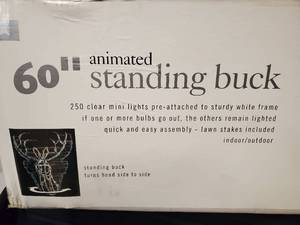 60" animated
standing buck
250 clear mini lights pre-attached to sturdy white frame
if one or more bulbs go out, the others remain lighted
quick and easy assembly - lawn stakes included
indoor/outdoor
standing buck
turns head side to side